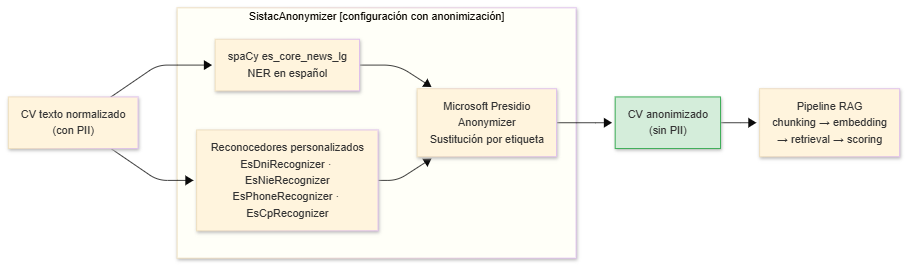 SistacAnonymizer [configuración con anonimización]
CV texto normalizado
(con PII)
spaCy es_core_news_lg
NER en español
Reconocedores personalizados
EsDniRecognizer ·
EsNieRecognizer
EsPhoneRecognizer ·
EsCpRecognizer
Microsoft Presidio
Anonymizer
Sustitución por etiqueta
CV anonimizado
(sin PII)
Pipeline RAG
chunking → embedding
→ retrieval → scoring